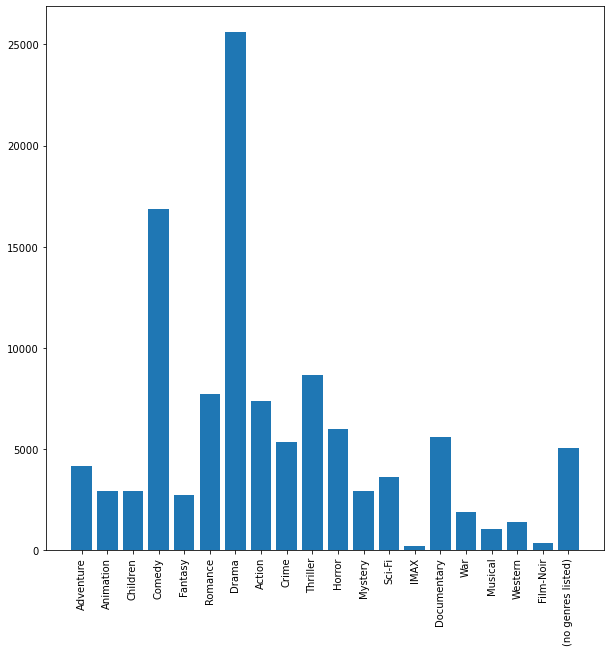 25000
20000
15000
10000
5000
0
Adventure
Animation
Children
Comedy
Fantasy
Romance
Drama
Action
Crime
Thriller
Horror
Mystery
Sci-Fi
IMAX
Documentary
War
Musical
Western
Film-Noir
(no genres listed)